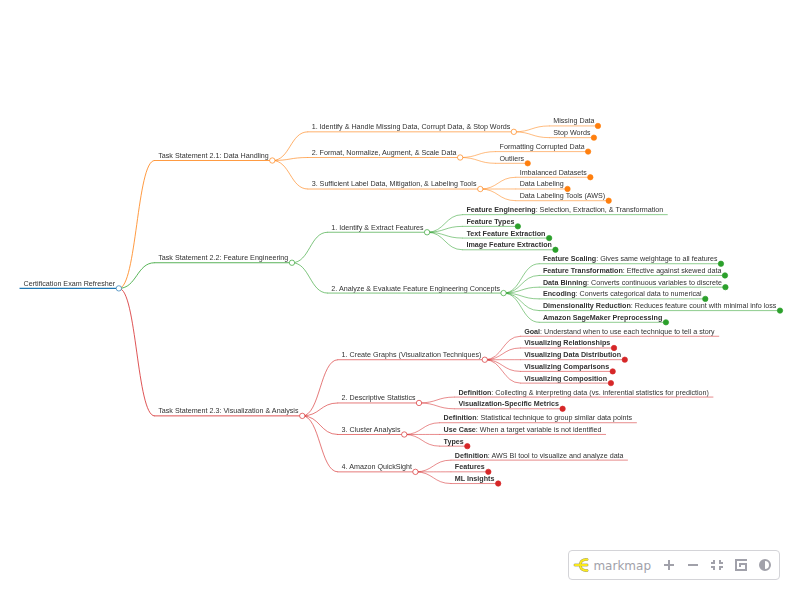 Certification Exam Refresher
Task Statement 2.1: Data Handling
1. Identify & Handle Missing Data, Corrupt Data, & Stop Words
Missing Data
Stop Words
2. Format, Normalize, Augment, & Scale Data
Formatting Corrupted Data
Outliers
3. Sufficient Label Data, Mitigation, & Labeling Tools
Imbalanced Datasets
Data Labeling
Data Labeling Tools (AWS)
Task Statement 2.2: Feature Engineering
1. Identify & Extract Features
Feature Engineering: Selection, Extraction, & Transformation
Feature Types
Text Feature Extraction
Image Feature Extraction
2. Analyze & Evaluate Feature Engineering Concepts
Feature Scaling: Gives same weightage to all features
Feature Transformation: Effective against skewed data
Data Binning: Converts continuous variables to discrete
Encoding: Converts categorical data to numerical
Dimensionality Reduction: Reduces feature count with minimal info loss
Amazon SageMaker Preprocessing
Task Statement 2.3: Visualization & Analysis
1. Create Graphs (Visualization Techniques)
Goal: Understand when to use each technique to tell a story
Visualizing Relationships
Visualizing Data Distribution
Visualizing Comparisons
Visualizing Composition
2. Descriptive Statistics
Definition: Collecting & interpreting data (vs. inferential statistics for prediction)
Visualization-Specific Metrics
3. Cluster Analysis
Definition: Statistical technique to group similar data points
Use Case: When a target variable is not identified
Types
4. Amazon QuickSight
Definition: AWS BI tool to visualize and analyze data
Features
ML Insights
markmap